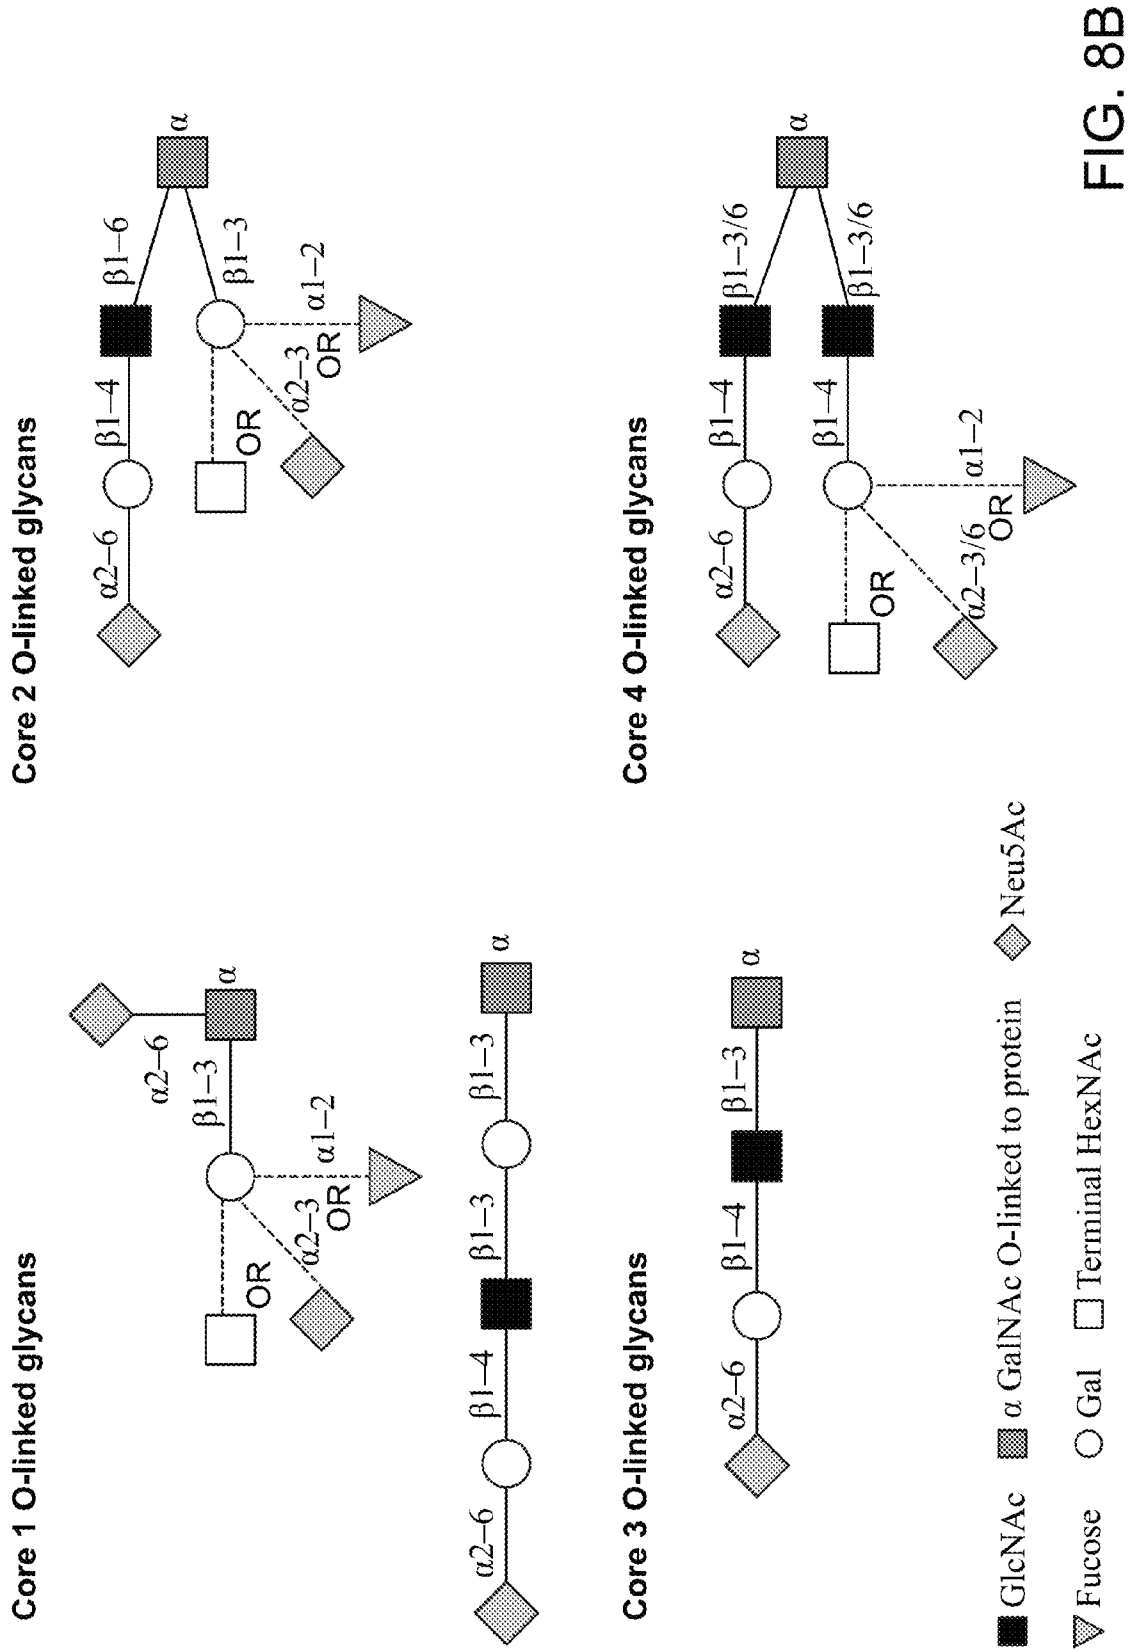 Core 1 O-linked glycans
α2–6
β1–3
α
OR
α2–3
OR
α1–2
α2–6
β1–4
β1–3
β1–3
α
Core 2 O-linked glycans
α2–6
β1–4
β1–6
α
β1–3
OR
α2–3
OR
α1–2
Core 3 O-linked glycans
α2–6
β1–4
β1–3
α
Core 4 O-linked glycans
α2–6
β1–4
β1–3/6
α
β1–4
β1–3/6
OR
α2–3/6
OR
α1–2
GlcNAc α GalNAc O-linked to protein Neu5Ac
Fucose Gal Terminal HexNAc
FIG. 8B